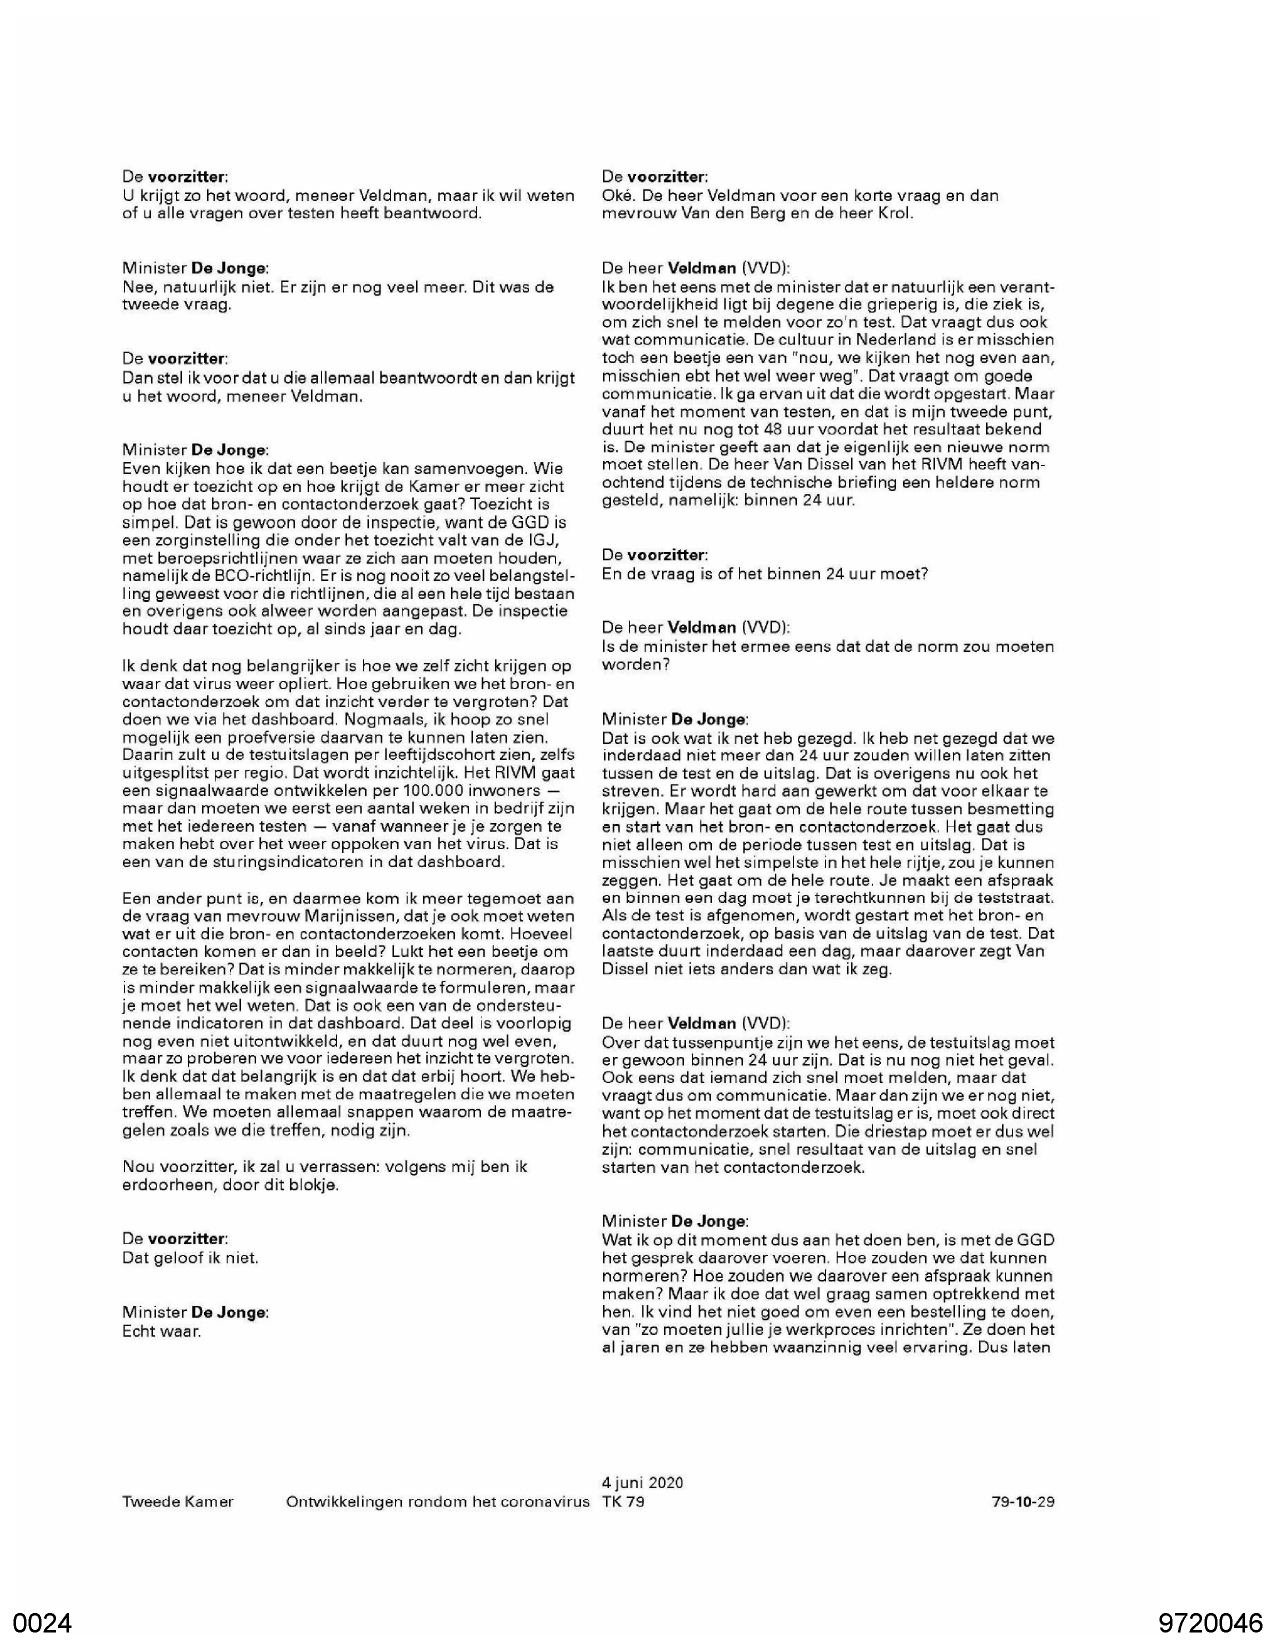 De voorzitter:
U krijgt zo het woord, meneer Veldman, maar ik wil weten
of u alle vragen over testen heeft beantwoord.
Minister De Jonge:
Nee, natuurlijk niet. Er zijn er nog veel meer. Dit was de
tweede vraag.
De voorzitter:
Dan stel ik voor dat u die allemaal beantwoordt en dan krijgt
u het woord, meneer Veldman.
Minister De Jonge:
Even kijken hoe ik dat een beetje kan samenvoegen. Wie
houdt er toezicht op en hoe krijgt de Kamer er meer zicht
op hoe dat bron- en contactonderzoek gaat? Toezicht is
simpel. Dat is gewoon door de inspectie, want de GGD is
een zorginstelling die onder het toezicht valt van de IGJ,
met beroepsrichtlijnen waar ze zich aan moeten houden,
namelijk de BCO-richtlijn. Er is nog nooit zo veel belangstel-
ling geweest voor die richtlijnen, die al een hele tijd bestaan
en overigens ook alweer worden aangepast. De inspectie
houdt daar toezicht op, al sinds jaar en dag.
Ik denk dat nog belangrijker is hoe we zelf zicht krijgen op
waar dat virus weer opliert. Hoe gebruiken we het bron- en
contactonderzoek om dat inzicht verder te vergroten? Dat
doen we via het dashboard. Nogmaals, ik hoop zo snel
mogelijk een proefversie daarvan te kunnen laten zien.
Daarin zult u de testuitslagen per leeftijdscohort zien, zelfs
uitgesplitst per regio. Dat wordt inzichtelijk. Het RIVM gaat
een signaalwaarde ontwikkelen per 100.000 inwoners —
maar dan moeten we eerst een aantal weken in bedrijf zijn
met het iedereen testen — vanaf wanneer je je zorgen te
maken hebt over het weer oppoken van het virus. Dat is
een van de sturingsindicatoren in dat dashboard.
Een ander punt is, en daarmee kom ik meer tegemoet aan
de vraag van mevrouw Marijnissen, dat je ook moet weten
wat er uit die bron- en contactonderzoeken komt. Hoeveel
contacten komen er dan in beeld? Lukt het een beetje om
ze te bereiken? Dat is minder makkelijk te normeren, daarop
is minder makkelijk een signaalwaarde te formuleren, maar
je moet het wel weten. Dat is ook een van de ondersteu-
nende indicatoren in dat dashboard. Dat deel is voorlopig
nog even niet uitontwikkeld, en dat duurt nog wel even,
maar zo proberen we voor iedereen het inzicht te vergroten.
Ik denk dat dat belangrijk is en dat dat erbij hoort. We heb-
ben allemaal te maken met de maatregelen die we moeten
treffen. We moeten allemaal snappen waarom de maatre-
gelen zoals we die treffen, nodig zijn.
Nou voorzitter, ik zal u verrassen: volgens mij ben ik
erdoorheen, door dit blokje.
De voorzitter:
Dat geloof ik niet.
Minister De Jonge:
Echt waar.
De voorzitter:
Oké. De heer Veldman voor een korte vraag en dan
mevrouw Van den Berg en de heer Krol.
De heer Veldman (VVD):
Ik ben het eens met de minister dat er natuurlijk een verant-
woordelijkheid ligt bij degene die grieperig is, die ziek is,
om zich snel te melden voor zo'n test. Dat vraagt dus ook
wat communicatie. De cultuur in Nederland is er misschien
toch een beetje een van "nou, we kijken het nog even aan,
misschien ebt het wel weer weg". Dat vraagt om goede
communicatie. Ik ga ervan uit dat die wordt opgestart. Maar
vanaf het moment van testen, en dat is mijn tweede punt,
duurt het nu nog tot 48 uur voordat het resultaat bekend
is. De minister geeft aan dat je eigenlijk een nieuwe norm
moet stellen. De heer Van Dissel van het RIVM heeft van-
ochtend tijdens de technische briefing een heldere norm
gesteld, namelijk: binnen 24 uur.
De voorzitter:
En de vraag is of het binnen 24 uur moet?
De heer Veldman (VVD):
Is de minister het ermee eens dat dat de norm zou moeten
worden?
Minister De Jonge:
Dat is ook wat ik net heb gezegd. Ik heb net gezegd dat we
inderdaad niet meer dan 24 uur zouden willen laten zitten
tussen de test en de uitslag. Dat is overigens nu ook het
streven. Er wordt hard aan gewerkt om dat voor elkaar te
krijgen. Maar het gaat om de hele route tussen besmetting
en start van het bron- en contactonderzoek. Het gaat dus
niet alleen om de periode tussen test en uitslag. Dat is
misschien wel het simpelste in het hele rijtje, zou je kunnen
zeggen. Het gaat om de hele route. Je maakt een afspraak
en binnen een dag moet je terechtkunnen bij de teststraat.
Als de test is afgenomen, wordt gestart met het bron- en
contactonderzoek, op basis van de uitslag van de test. Dat
laatste duurt inderdaad een dag, maar daarover zegt Van
Dissel niet iets anders dan wat ik zeg.
De heer Veldman (VVD):
Over dat tussenpuntje zijn we het eens, de testuitslag moet
er gewoon binnen 24 uur zijn. Dat is nu nog niet het geval.
Ook eens dat iemand zich snel moet melden, maar dat
vraagt dus om communicatie. Maar dan zijn we er nog niet,
want op het moment dat de testuitslag er is, moet ook direct
het contactonderzoek starten. Die driestap moet er dus wel
zijn: communicatie, snel resultaat van de uitslag en snel
starten van het contactonderzoek.
Minister De Jonge:
Wat ik op dit moment dus aan het doen ben, is met de GGD
het gesprek daarover voeren. Hoe zouden we dat kunnen
normeren? Hoe zouden we daarover een afspraak kunnen
maken? Maar ik doe dat wel graag samen optrekkend met
hen. Ik vind het niet goed om even een bestelling te doen,
van "zo moeten jullie je werkproces inrichten". Ze doen het
al jaren en ze hebben waanzinnig veel ervaring. Dus laten
4 juni 2020
Tweede Kamer Ontwikkelingen rondom het coronavirus TK 79 79-10-29
0024 9720046